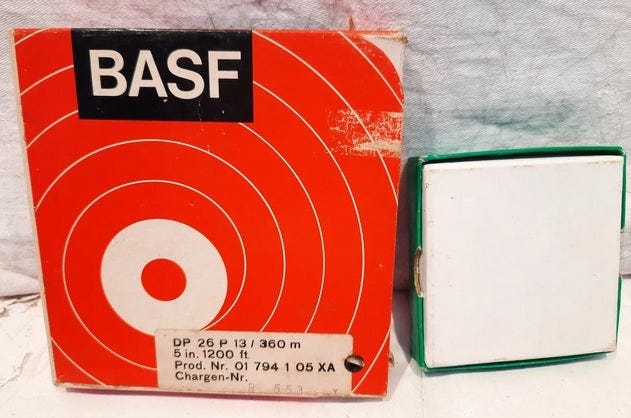 BASF
DP 26 P 13 / 360 m
5 in. 1200 ft
Prod. Nr. 01 794 1 05 XA
Chargen-Nr.